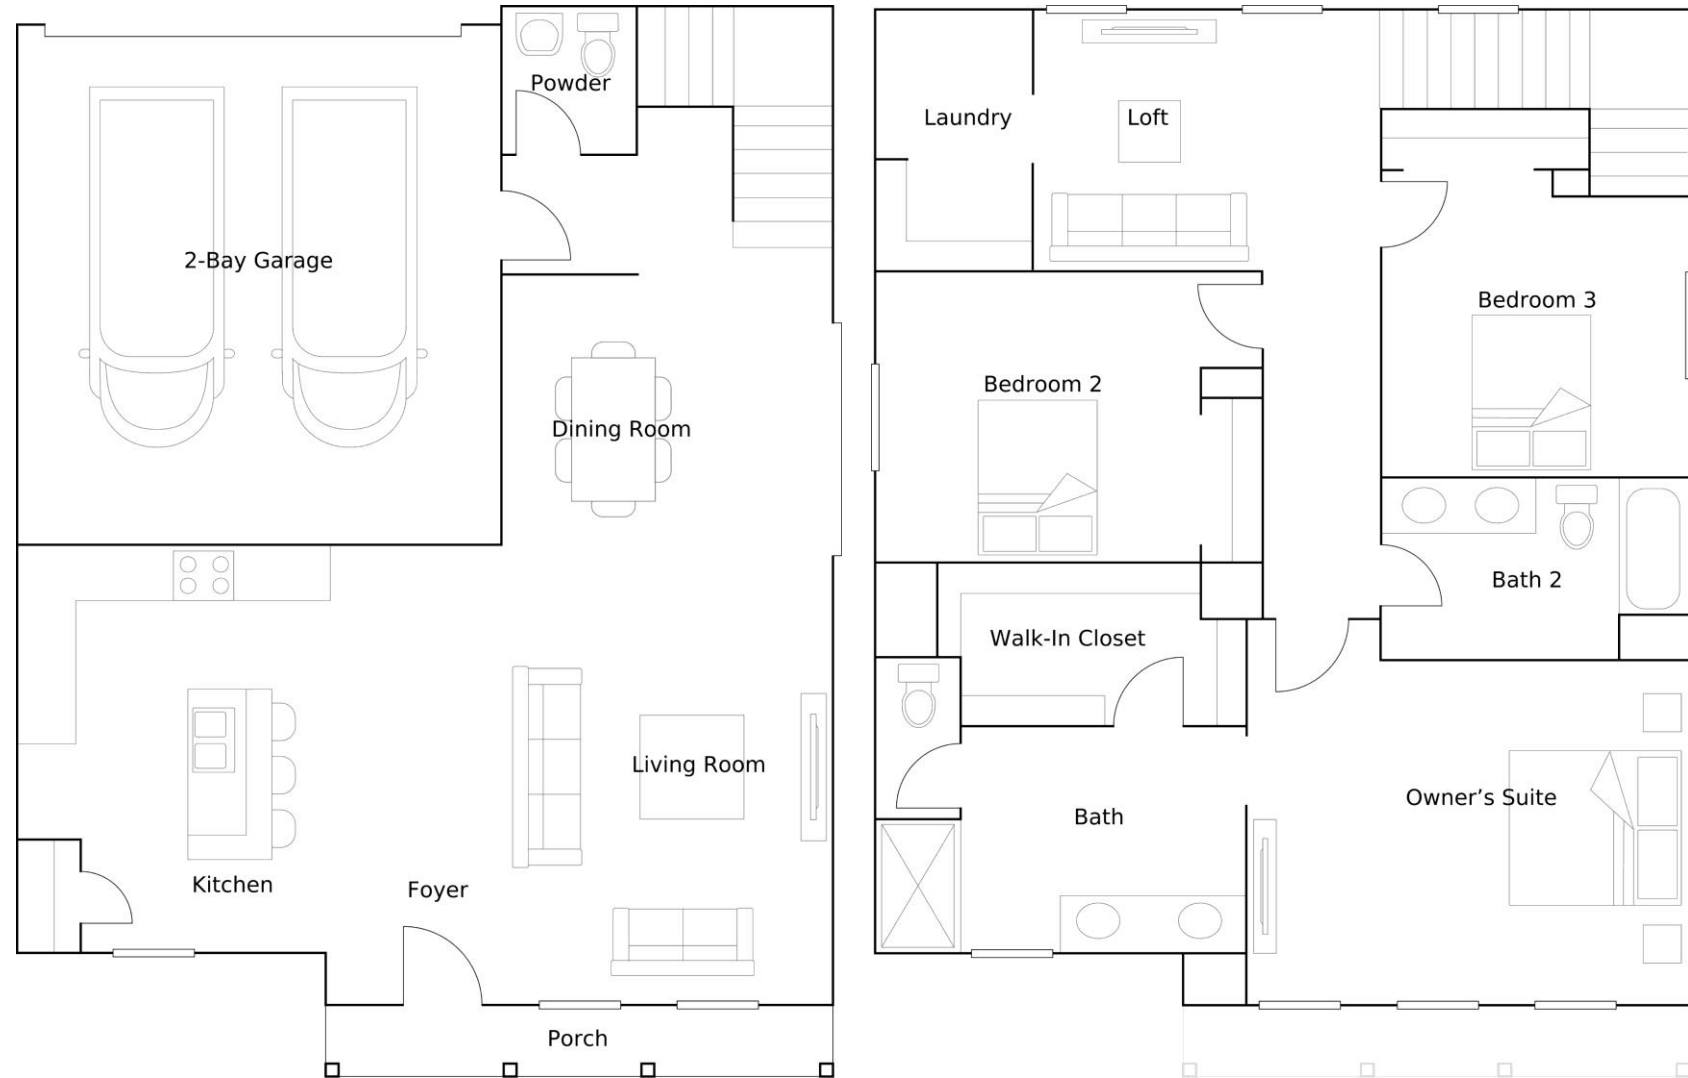 Powder
2-Bay Garage
Dining Room
Living Room
Kitchen
Foyer
Porch
Laundry
Loft
Bedroom 3
Bedroom 2
Bath 2
Walk-In Closet
Owner’s Suite
Bath